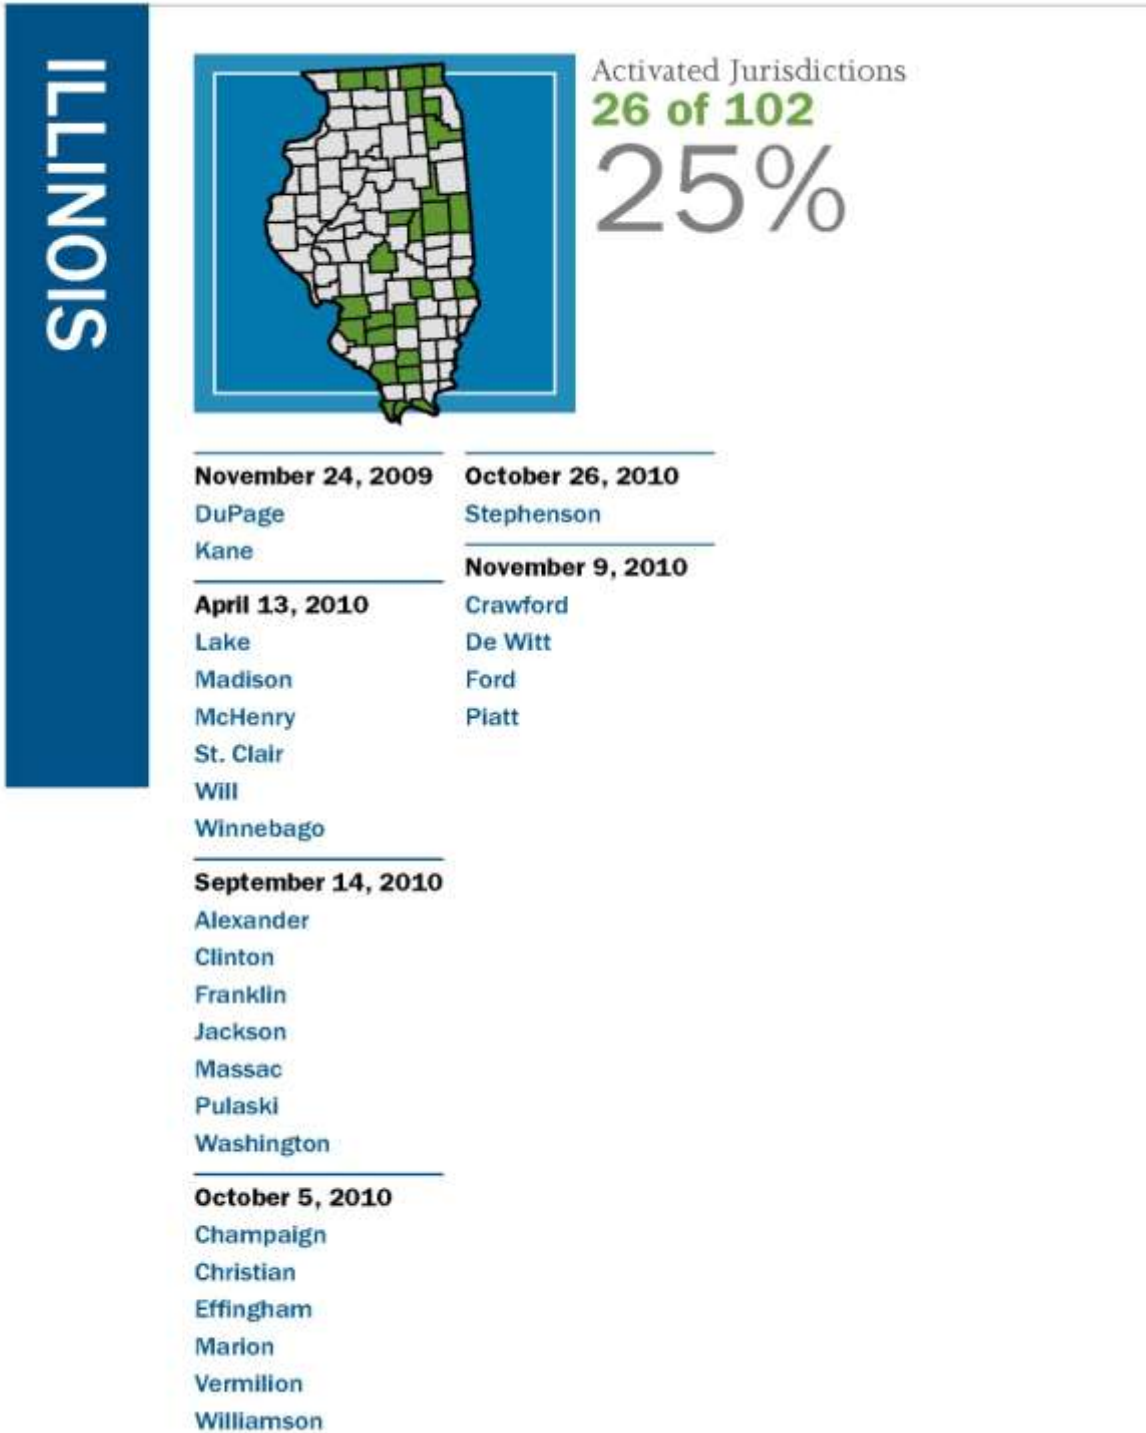 ILLINOIS
Activated Jurisdictions
26 of 102
25%
November 24, 2009
DuPage
Kane
April 13, 2010
Lake
Madison
McHenry
St. Clair
Will
Winnebago
September 14, 2010
Alexander
Clinton
Franklin
Jackson
Massac
Pulaski
Washington
October 5, 2010
Champaign
Christian
Effingham
Marion
Vermilion
Williamson
October 26, 2010
Stephenson
November 9, 2010
Crawford
De Witt
Ford
Piatt